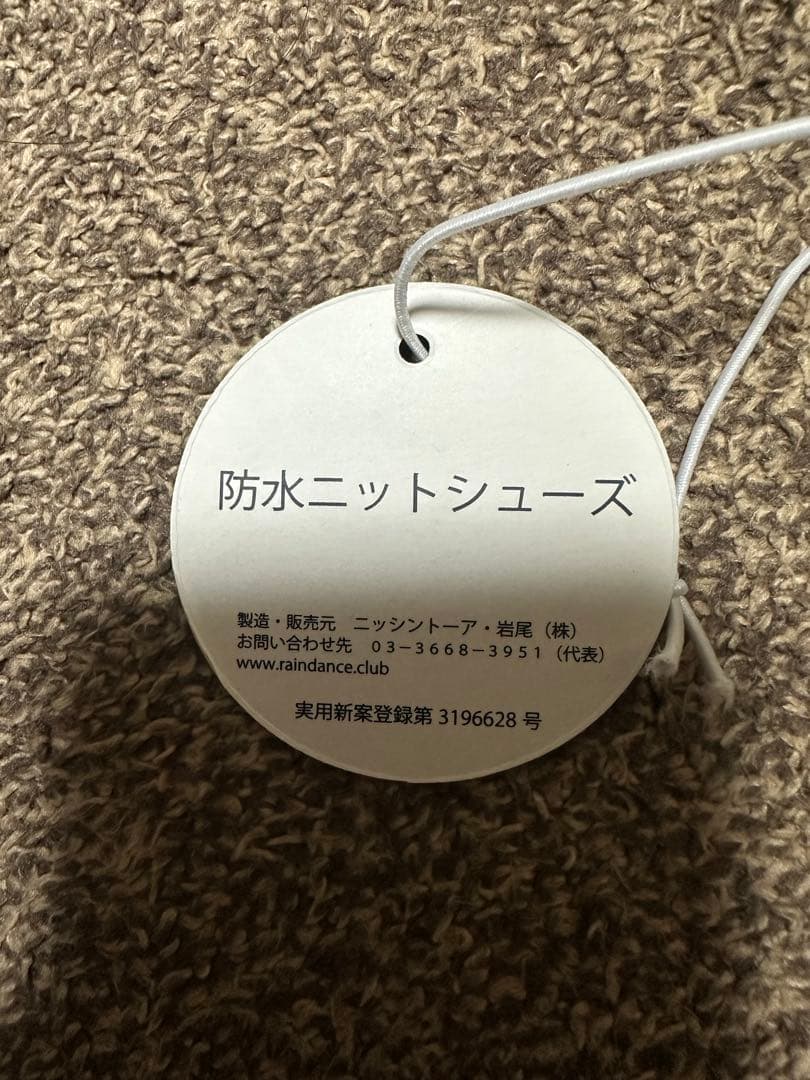 防水ニットシューズ
製造・販売元　ニッシントーア・岩尾（株）
お問い合わせ先　０３－３６６８－３９５１（代表）
www.raindance.club
実用新案登録第 3196628 号